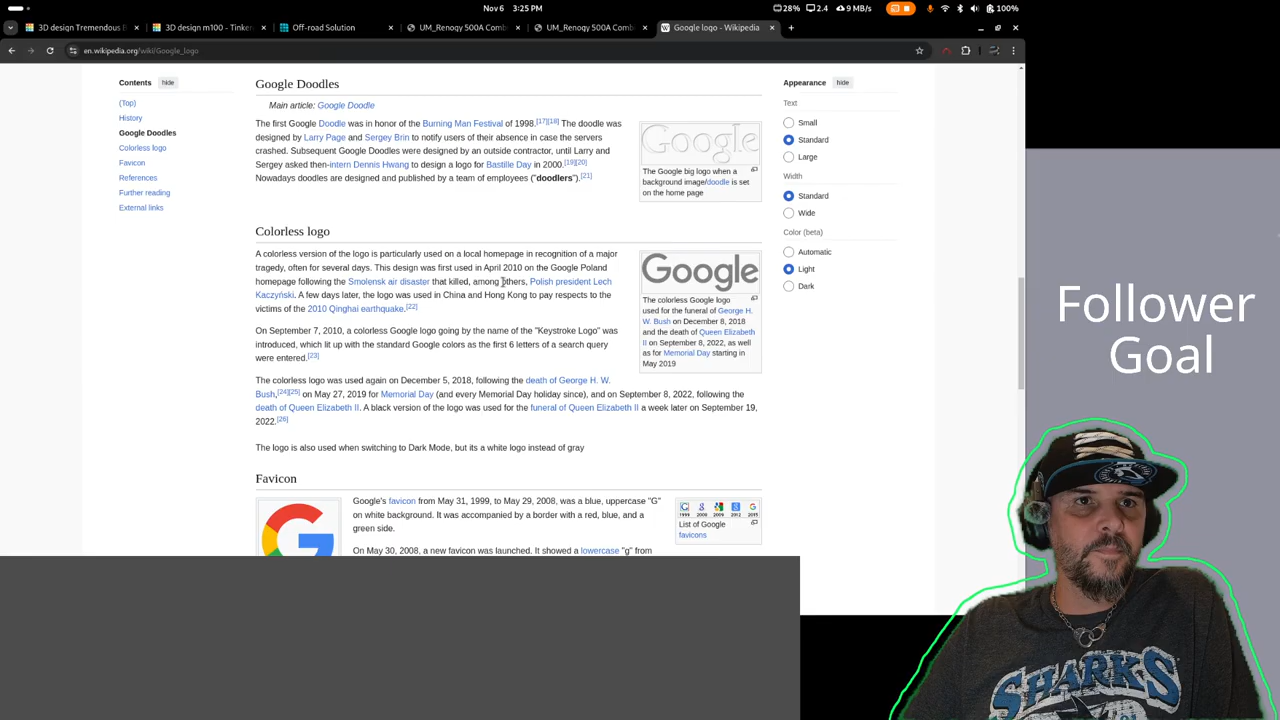 Nov 6 3:25 PM
28% 2.4 9 MB/s 100%
3D design Tremendous B
3D design m100 - Tinker
Off-road Solution
UM_Renogy 500A Comb
UM_Renogy 500A Comb
Google logo - Wikipedia
en.wikipedia.org/wiki/Google_logo
Contents hide
(Top)
History
Google Doodles
Colorless logo
Favicon
References
Further reading
External links
Google Doodles
Main article: Google Doodle
The first Google Doodle was in honor of the Burning Man Festival of 1998.[17][18] The doodle was
designed by Larry Page and Sergey Brin to notify users of their absence in case the servers
crashed. Subsequent Google Doodles were designed by an outside contractor, until Larry and
Sergey asked then-intern Dennis Hwang to design a logo for Bastille Day in 2000.[19][20]
Nowadays doodles are designed and published by a team of employees ("doodlers").[21]
Google
The Google big logo when a
background image/doodle is set
on the home page
Colorless logo
A colorless version of the logo is particularly used on a local homepage in recognition of a major
tragedy, often for several days. This design was first used in April 2010 on the Google Poland
homepage following the Smolensk air disaster that killed, among others, Polish president Lech
Kaczyński. A few days later, the logo was used in China and Hong Kong to pay respects to the
victims of the 2010 Qinghai earthquake.[22]
On September 7, 2010, a colorless Google logo going by the name of the "Keystroke Logo" was
introduced, which lit up with the standard Google colors as the first 6 letters of a search query
were entered.[23]
The colorless logo was used again on December 5, 2018, following the death of George H. W.
Bush,[24][25] on May 27, 2019 for Memorial Day (and every Memorial Day holiday since), and on September 8, 2022, following the
death of Queen Elizabeth II. A black version of the logo was used for the funeral of Queen Elizabeth II a week later on September 19,
2022.[26]
The logo is also used when switching to Dark Mode, but its a white logo instead of gray
Google
The colorless Google logo
used for the funeral of George H.
W. Bush on December 8, 2018
and the death of Queen Elizabeth
II on September 8, 2022, as well
as for Memorial Day starting in
May 2019
Favicon
Google's favicon from May 31, 1999, to May 29, 2008, was a blue, uppercase "G"
on white background. It was accompanied by a border with a red, blue, and a
green side.
On May 30, 2008, a new favicon was launched. It showed a lowercase "g" from
1999 2008 2009 2012 2015
List of Google
favicons
Appearance hide
Text
Small
Standard
Large
Width
Standard
Wide
Color (beta)
Automatic
Light
Dark
Follower
Goal
SHARKS